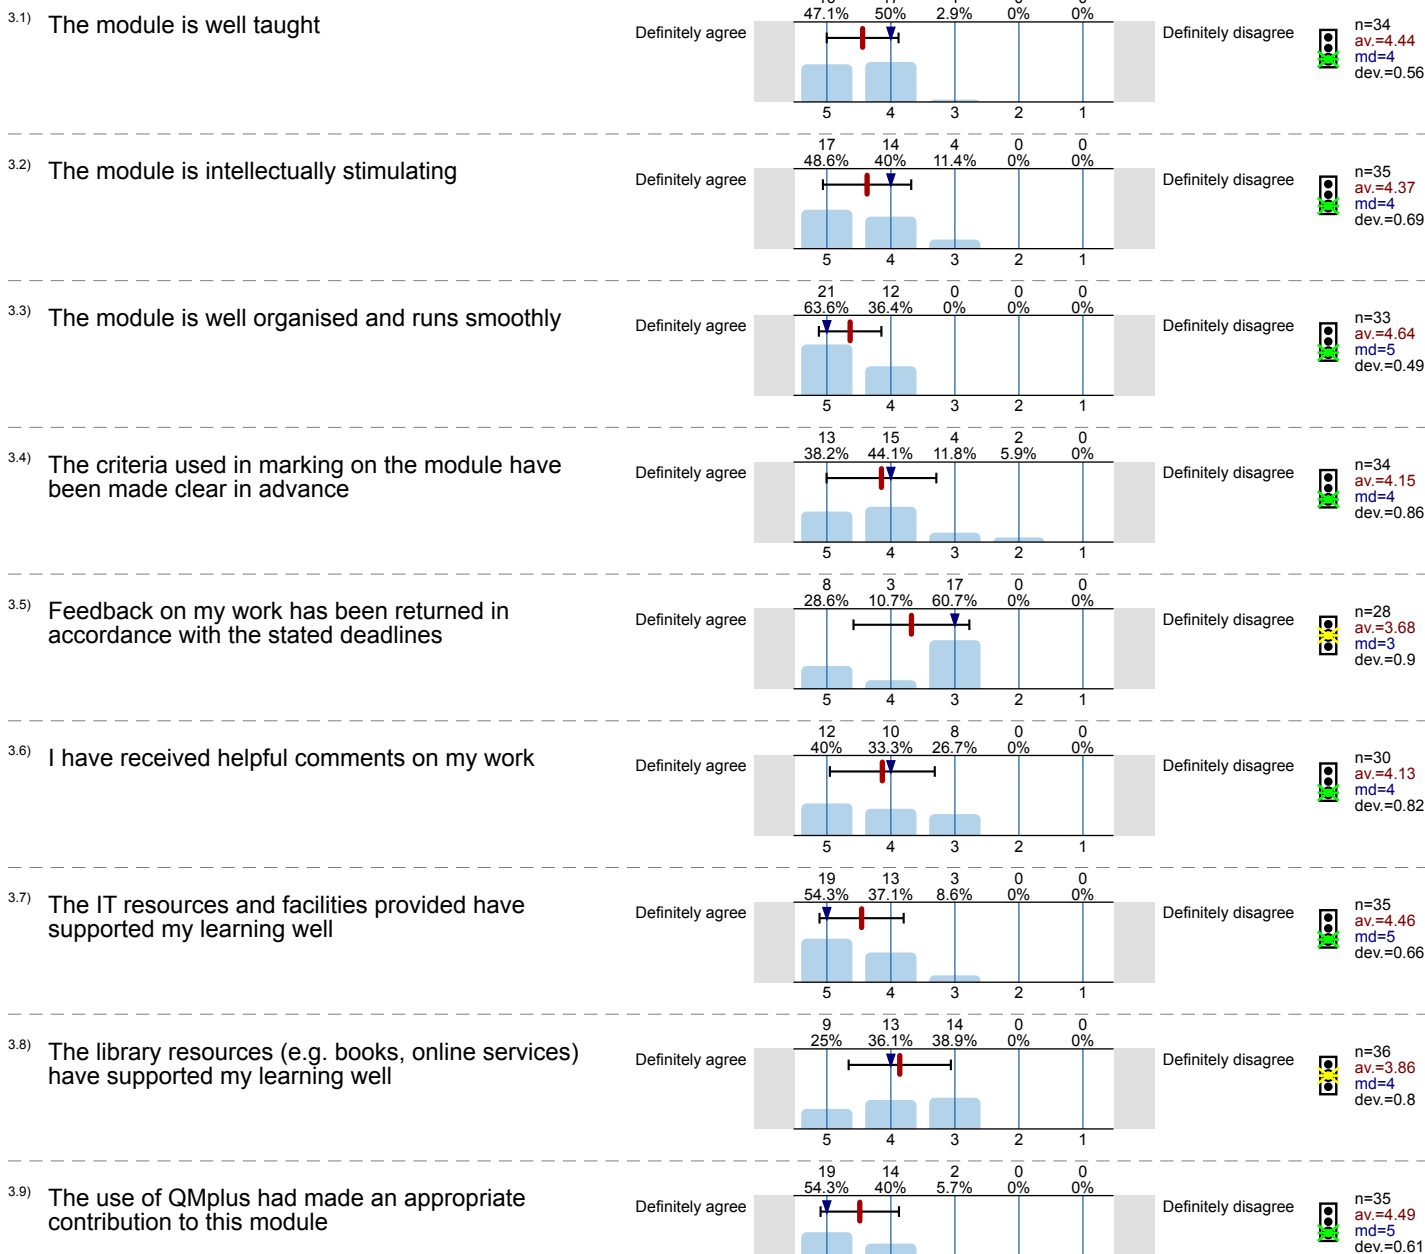 3.1) The module is well taught
47.1% 50% 2.9% 0% 0%
Definitely agree Definitely disagree
n=34
av.=4.44
md=4
dev.=0.56
5 4 3 2 1
3.2) The module is intellectually stimulating
17 14 4 0 0
48.6% 40% 11.4% 0% 0%
Definitely agree Definitely disagree
n=35
av.=4.37
md=4
dev.=0.69
5 4 3 2 1
3.3) The module is well organised and runs smoothly
21 12 0 0 0
63.6% 36.4% 0% 0% 0%
Definitely agree Definitely disagree
n=33
av.=4.64
md=5
dev.=0.49
5 4 3 2 1
3.4) The criteria used in marking on the module have
been made clear in advance
13 15 4 2 0
38.2% 44.1% 11.8% 5.9% 0%
Definitely agree Definitely disagree
n=34
av.=4.15
md=4
dev.=0.86
5 4 3 2 1
3.5) Feedback on my work has been returned in
accordance with the stated deadlines
8 3 17 0 0
28.6% 10.7% 60.7% 0% 0%
Definitely agree Definitely disagree
n=28
av.=3.68
md=3
dev.=0.9
5 4 3 2 1
3.6) I have received helpful comments on my work
12 10 8 0 0
40% 33.3% 26.7% 0% 0%
Definitely agree Definitely disagree
n=30
av.=4.13
md=4
dev.=0.82
5 4 3 2 1
3.7) The IT resources and facilities provided have
supported my learning well
19 13 3 0 0
54.3% 37.1% 8.6% 0% 0%
Definitely agree Definitely disagree
n=35
av.=4.46
md=5
dev.=0.66
5 4 3 2 1
3.8) The library resources (e.g. books, online services)
have supported my learning well
9 13 14 0 0
25% 36.1% 38.9% 0% 0%
Definitely agree Definitely disagree
n=36
av.=3.86
md=4
dev.=0.8
5 4 3 2 1
3.9) The use of QMplus had made an appropriate
contribution to this module
19 14 2 0 0
54.3% 40% 5.7% 0% 0%
Definitely agree Definitely disagree
n=35
av.=4.49
md=5
dev.=0.61